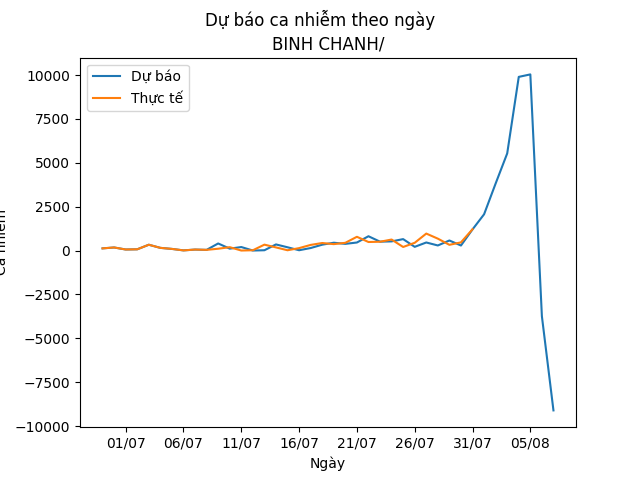 Dự báo ca nhiễm theo ngày
BINH CHANH/
Dự báo
Thực tế
10000
7500
5000
2500
0
−2500
−5000
−7500
−10000
Ca nhiễm
01/07 06/07 11/07 16/07 21/07 26/07 31/07 05/08
Ngày